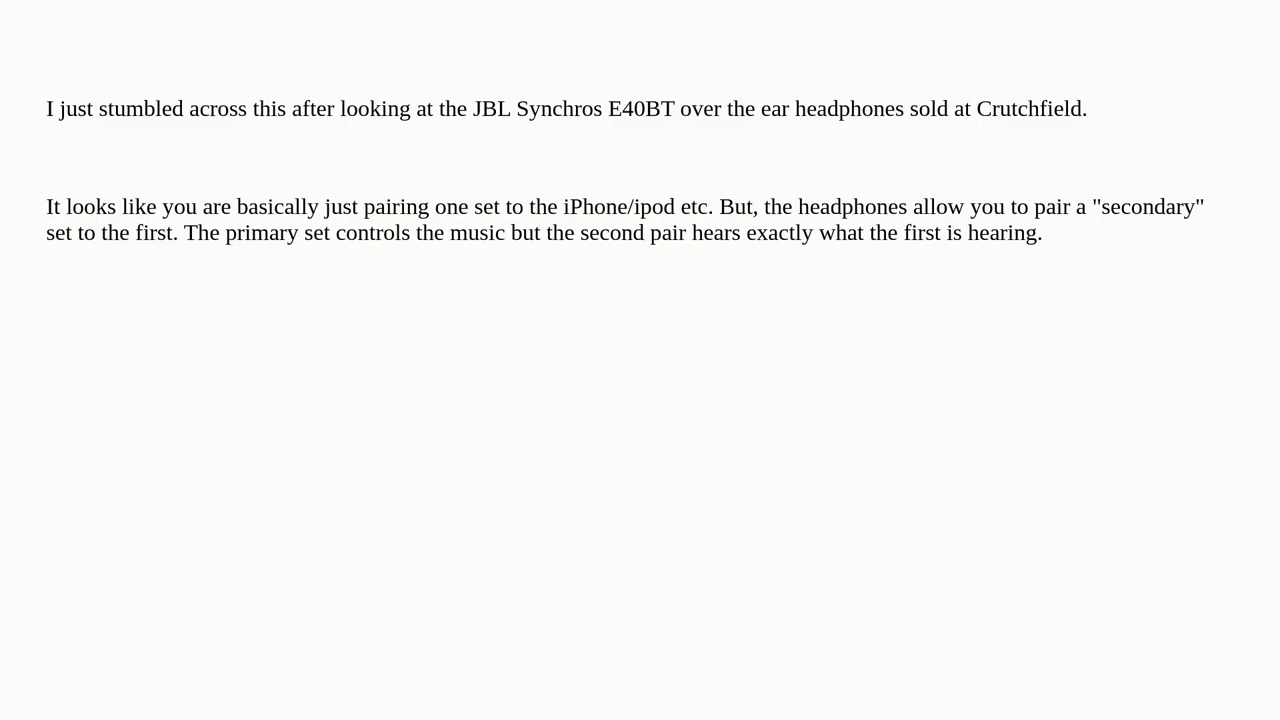 I just stumbled across this after looking at the JBL Synchros E40BT over the ear headphones sold at Crutchfield.
It looks like you are basically just pairing one set to the iPhone/ipod etc. But, the headphones allow you to pair a "secondary"
set to the first. The primary set controls the music but the second pair hears exactly what the first is hearing.